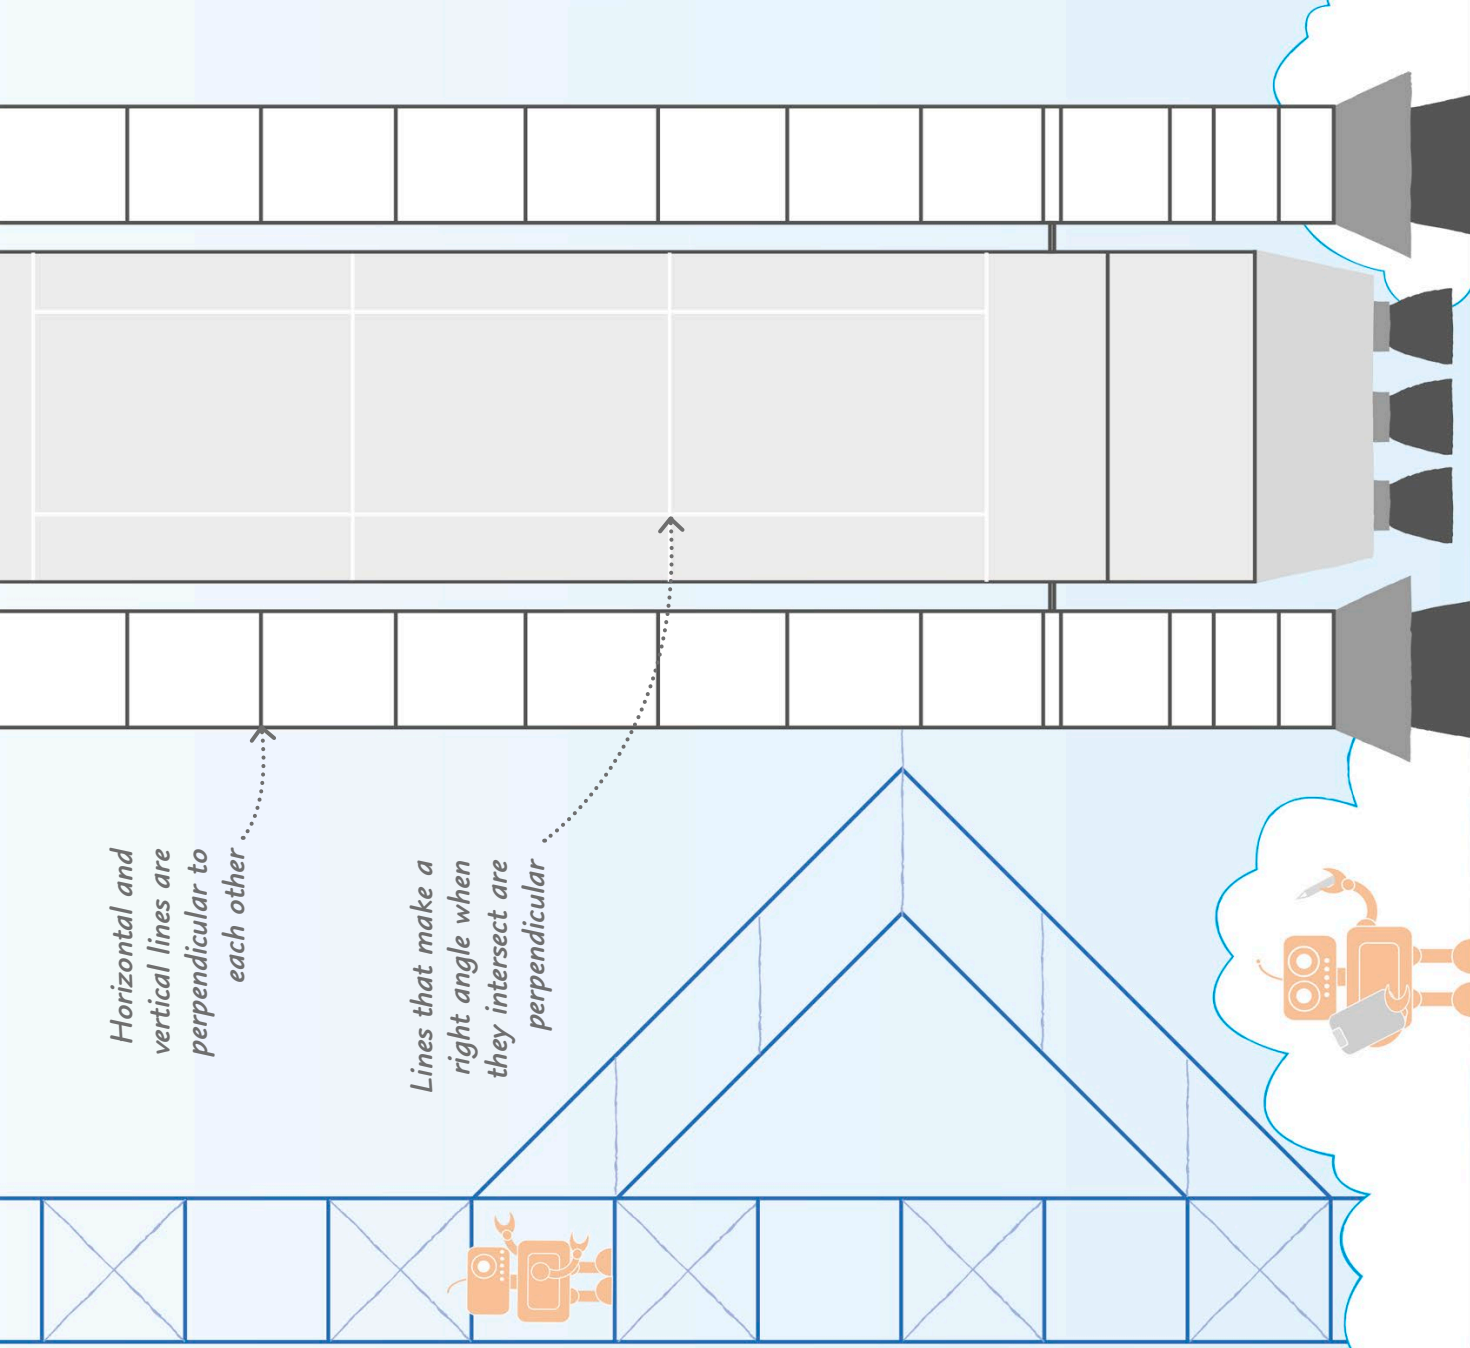 Horizontal and
vertical lines are
perpendicular to
each other
Lines that make a
right angle when
they intersect are
perpendicular